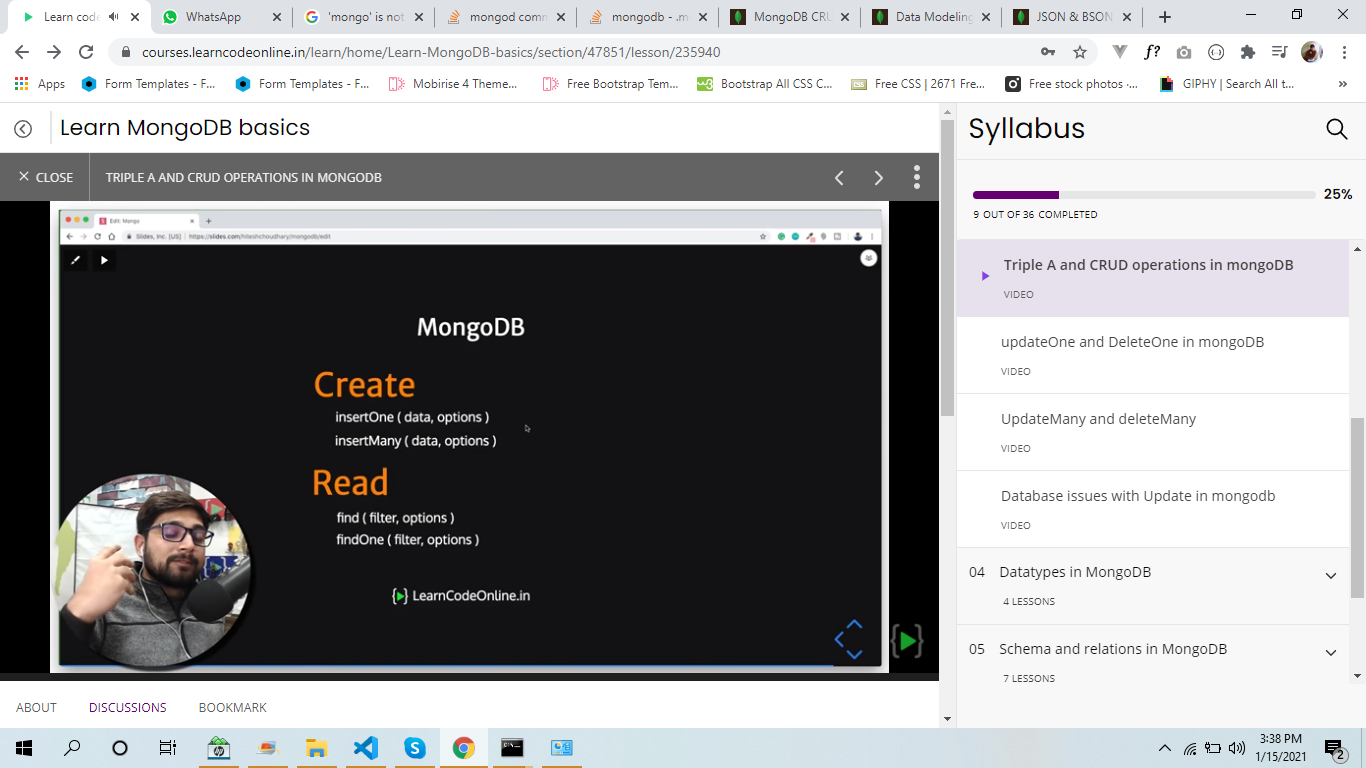 Learn code
WhatsApp
'mongo' is not
mongod comm
mongodb - .m
MongoDB CRU
Data Modeling
JSON & BSON
courses.learncodeonline.in/learn/home/Learn-MongoDB-basics/section/47851/lesson/235940
f?
Apps
Form Templates - F...
Form Templates - F...
Mobirise 4 Theme...
Free Bootstrap Tem...
Bootstrap All CSS C...
Free CSS | 2671 Fre...
Free stock photos ·...
GIPHY | Search All t...
»
Learn MongoDB basics
CLOSE
TRIPLE A AND CRUD OPERATIONS IN MONGODB
Edit: Mongo
Slides, Inc. [US] | https://slides.com/hiteshchoudhary/mongodb/edit
MongoDB
Create
insertOne ( data, options )
insertMany ( data, options )
Read
find ( filter, options )
findOne ( filter, options )
LearnCodeOnline.in
ABOUT
DISCUSSIONS
BOOKMARK
Syllabus
25%
9 OUT OF 36 COMPLETED
Triple A and CRUD operations in mongoDB
VIDEO
updateOne and DeleteOne in mongoDB
VIDEO
UpdateMany and deleteMany
VIDEO
Database issues with Update in mongodb
VIDEO
04 Datatypes in MongoDB
4 LESSONS
05 Schema and relations in MongoDB
7 LESSONS
3:38 PM
1/15/2021
2